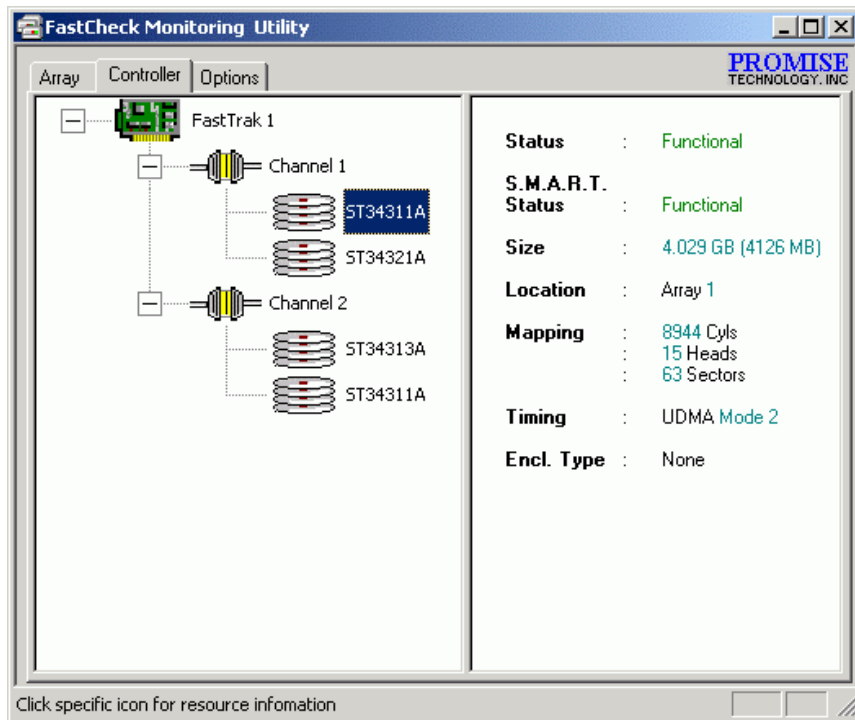 FastCheck Monitoring Utility
PROMISE
TECHNOLOGY. INC
Array Controller Options
FastTrak 1
Channel 1
ST34311A
ST34321A
Channel 2
ST34313A
ST34311A
Status : Functional
S.M.A.R.T.
Status : Functional
Size : 4.029 GB (4126 MB)
Location : Array 1
Mapping : 8944 Cyls
: 15 Heads
: 63 Sectors
Timing : UDMA Mode 2
Encl. Type : None
Click specific icon for resource infomation